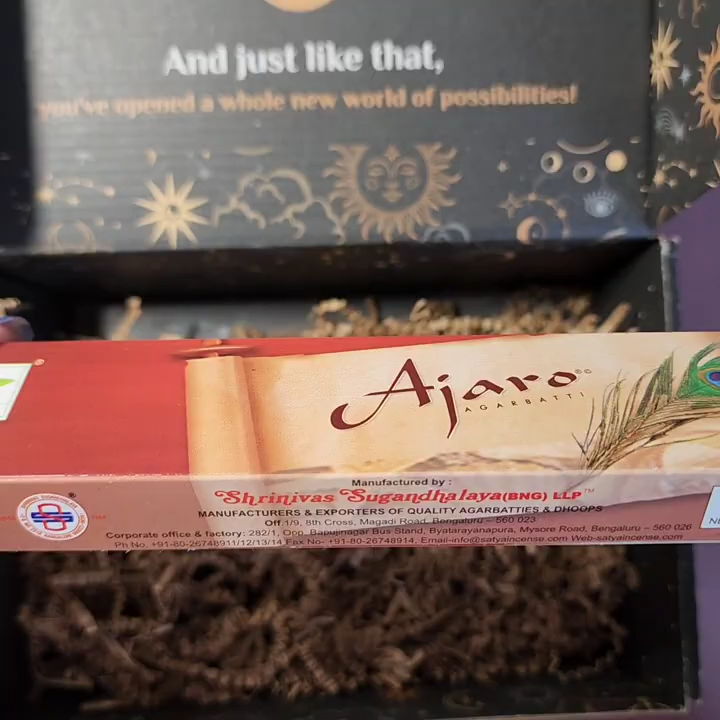 And just like that,
you've opened a whole new world of possibilities!
Ajaro
AGARBATTI
Manufactured by :
Shrinivas Sugandhalaya (BNG) LLP™
MANUFACTURERS & EXPORTERS OF QUALITY AGARBATTIES & DHOOPS
Off 1/9, 8th Cross, Magadi Road, Bengaluru – 560 023
Corporate office & factory: 282/1, Opp. Bapujinagar Bus Stand, Byatarayanapura, Mysore Road, Bengaluru – 560 026
Ph No. +91-80-26748911/12/13/14 Fax No- +91-80-26748914, Email-info@satyaincense.com Web-satyaincense.com